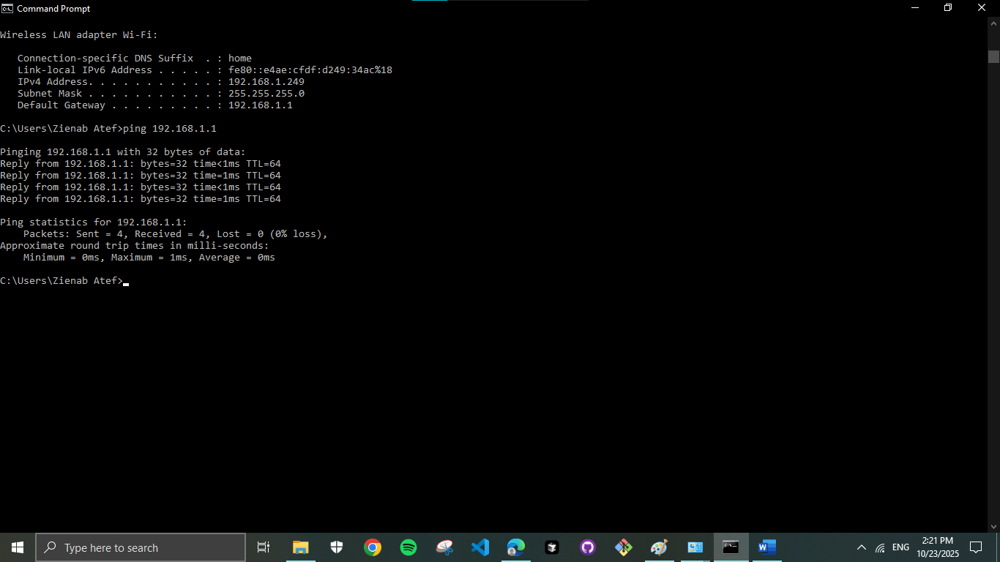 Command Prompt
Wireless LAN adapter Wi-Fi:
   Connection-specific DNS Suffix  . : home
   Link-local IPv6 Address . . . . . : fe80::e4ae:cfdf:d249:34ac%18
   IPv4 Address. . . . . . . . . . . : 192.168.1.249
   Subnet Mask . . . . . . . . . . . : 255.255.255.0
   Default Gateway . . . . . . . . . : 192.168.1.1
C:\Users\Zienab Atef>ping 192.168.1.1
Pinging 192.168.1.1 with 32 bytes of data:
Reply from 192.168.1.1: bytes=32 time<1ms TTL=64
Reply from 192.168.1.1: bytes=32 time=1ms TTL=64
Reply from 192.168.1.1: bytes=32 time<1ms TTL=64
Reply from 192.168.1.1: bytes=32 time=1ms TTL=64
Ping statistics for 192.168.1.1:
    Packets: Sent = 4, Received = 4, Lost = 0 (0% loss),
Approximate round trip times in milli-seconds:
    Minimum = 0ms, Maximum = 1ms, Average = 0ms
C:\Users\Zienab Atef>
Type here to search
ENG
2:21 PM
10/23/2025